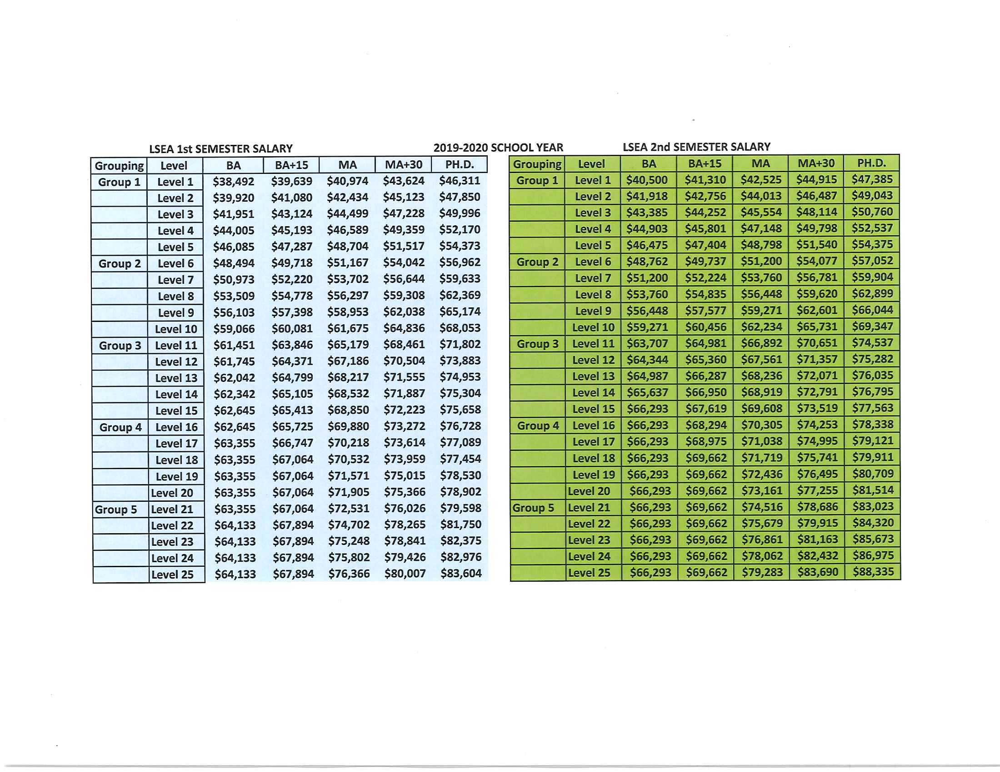 LSEA 1st SEMESTER SALARY 2019-2020 SCHOOL YEAR LSEA 2nd SEMESTER SALARY
Grouping Level BA BA+15 MA MA+30 PH.D. Grouping Level BA BA+15 MA MA+30 PH.D.
Group 1 Level 1 $38,492 $39,639 $40,974 $43,624 $46,311 Group 1 Level 1 $40,500 $41,310 $42,525 $44,915 $47,385
Level 2 $39,920 $41,080 $42,434 $45,123 $47,850 Level 2 $41,918 $42,756 $44,013 $46,487 $49,043
Level 3 $41,951 $43,124 $44,499 $47,228 $49,996 Level 3 $43,385 $44,252 $45,554 $48,114 $50,760
Level 4 $44,005 $45,193 $46,589 $49,359 $52,170 Level 4 $44,903 $45,801 $47,148 $49,798 $52,537
Level 5 $46,085 $47,287 $48,704 $51,517 $54,373 Level 5 $46,475 $47,404 $48,798 $51,540 $54,375
Group 2 Level 6 $48,494 $49,718 $51,167 $54,042 $56,962 Group 2 Level 6 $48,762 $49,737 $51,200 $54,077 $57,052
Level 7 $50,973 $52,220 $53,702 $56,644 $59,633 Level 7 $51,200 $52,224 $53,760 $56,781 $59,904
Level 8 $53,509 $54,778 $56,297 $59,308 $62,369 Level 8 $53,760 $54,835 $56,448 $59,620 $62,899
Level 9 $56,103 $57,398 $58,953 $62,038 $65,174 Level 9 $56,448 $57,577 $59,271 $62,601 $66,044
Level 10 $59,066 $60,081 $61,675 $64,836 $68,053 Level 10 $59,271 $60,456 $62,234 $65,731 $69,347
Group 3 Level 11 $61,451 $63,846 $65,179 $68,461 $71,802 Group 3 Level 11 $63,707 $64,981 $66,892 $70,651 $74,537
Level 12 $61,745 $64,371 $67,186 $70,504 $73,883 Level 12 $64,344 $65,360 $67,561 $71,357 $75,282
Level 13 $62,042 $64,799 $68,217 $71,555 $74,953 Level 13 $64,987 $66,287 $68,236 $72,071 $76,035
Level 14 $62,342 $65,105 $68,532 $71,887 $75,304 Level 14 $65,637 $66,950 $68,919 $72,791 $76,795
Level 15 $62,645 $65,413 $68,850 $72,223 $75,658 Level 15 $66,293 $67,619 $69,608 $73,519 $77,563
Group 4 Level 16 $62,645 $65,725 $69,880 $73,272 $76,728 Group 4 Level 16 $66,293 $68,294 $70,305 $74,253 $78,338
Level 17 $63,355 $66,747 $70,218 $73,614 $77,089 Level 17 $66,293 $68,975 $71,038 $74,995 $79,121
Level 18 $63,355 $67,064 $70,532 $73,959 $77,454 Level 18 $66,293 $69,662 $71,719 $75,741 $79,911
Level 19 $63,355 $67,064 $71,571 $75,015 $78,530 Level 19 $66,293 $69,662 $72,436 $76,495 $80,709
Level 20 $63,355 $67,064 $71,905 $75,366 $78,902 Level 20 $66,293 $69,662 $73,161 $77,255 $81,514
Group 5 Level 21 $63,355 $67,064 $72,531 $76,026 $79,598 Group 5 Level 21 $66,293 $69,662 $74,516 $78,686 $83,023
Level 22 $64,133 $67,894 $74,702 $78,265 $81,750 Level 22 $66,293 $69,662 $75,679 $79,915 $84,320
Level 23 $64,133 $67,894 $75,248 $78,841 $82,375 Level 23 $66,293 $69,662 $76,861 $81,163 $85,673
Level 24 $64,133 $67,894 $75,802 $79,426 $82,976 Level 24 $66,293 $69,662 $78,062 $82,432 $86,975
Level 25 $64,133 $67,894 $76,366 $80,007 $83,604 Level 25 $66,293 $69,662 $79,283 $83,690 $88,335